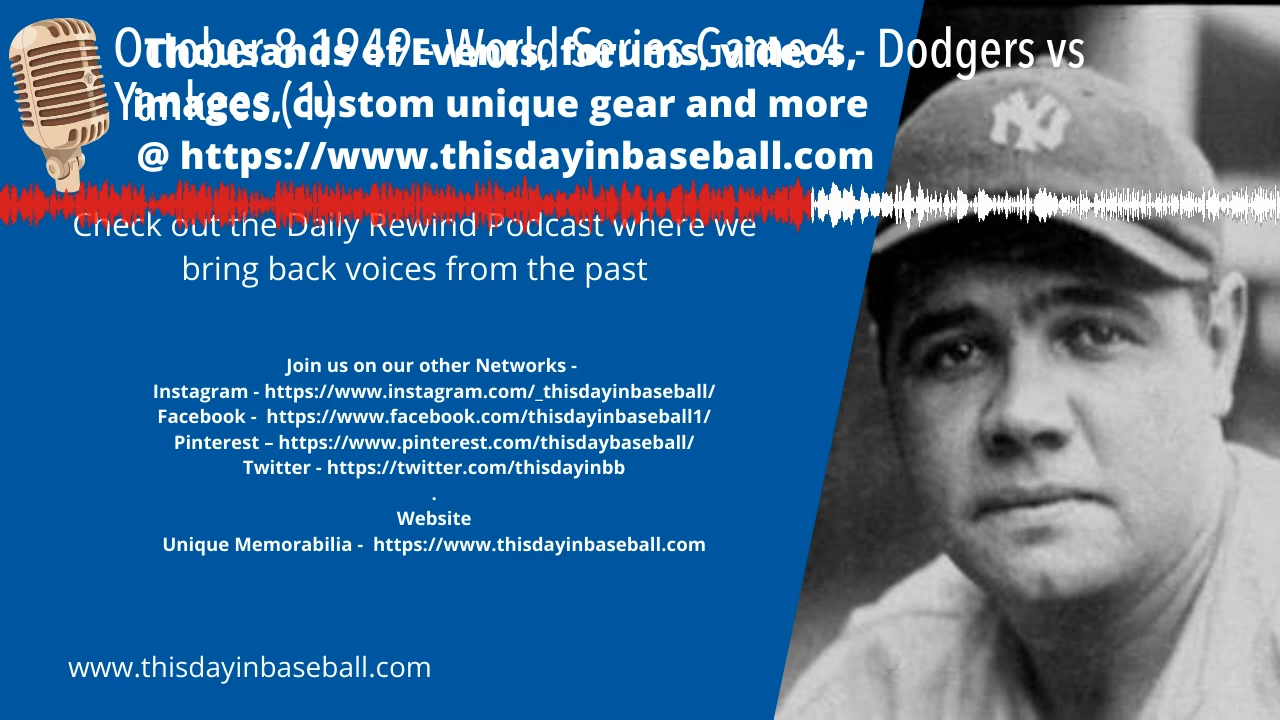 October 8 1949 - World Series Game 4 - Dodgers vs
Yankees (1)
Thousands of Events, forums, videos,
images, custom unique gear and more
@ https://www.thisdayinbaseball.com
Check out the Daily Rewind Podcast where we
bring back voices from the past
Join us on our other Networks -
Instagram - https://www.instagram.com/_thisdayinbaseball/
Facebook - https://www.facebook.com/thisdayinbaseball1/
Pinterest – https://www.pinterest.com/thisdaybaseball/
Twitter - https://twitter.com/thisdayinbb
.
Website
Unique Memorabilia - https://www.thisdayinbaseball.com
www.thisdayinbaseball.com
NY